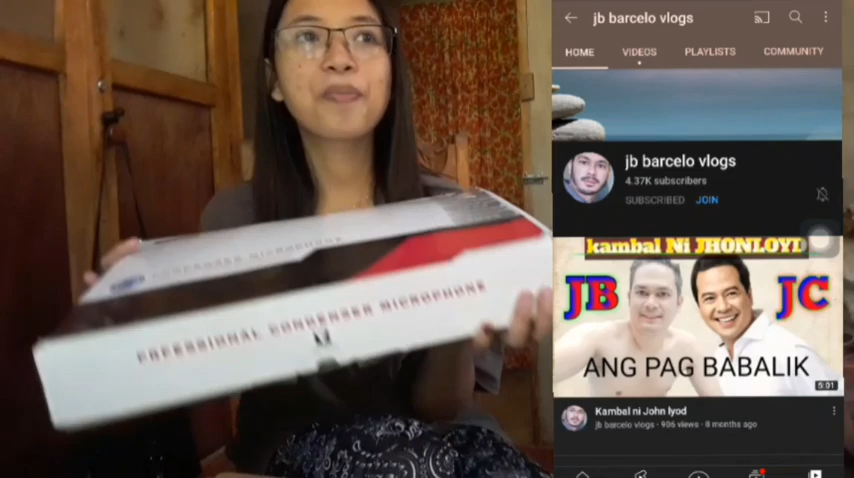 jb barcelo vlogs
HOME VIDEOS PLAYLISTS COMMUNITY
jb barcelo vlogs
4.37K subscribers
SUBSCRIBED JOIN
kambal Ni JHONLOYD
JB JC
ANG PAG BABALIK
5:01
Kambal ni John lyod
jb barcelo vlogs · 906 views · 8 months ago
CONDENSER MICROPHONE
PROFESSIONAL CONDENSER MICROPHONE